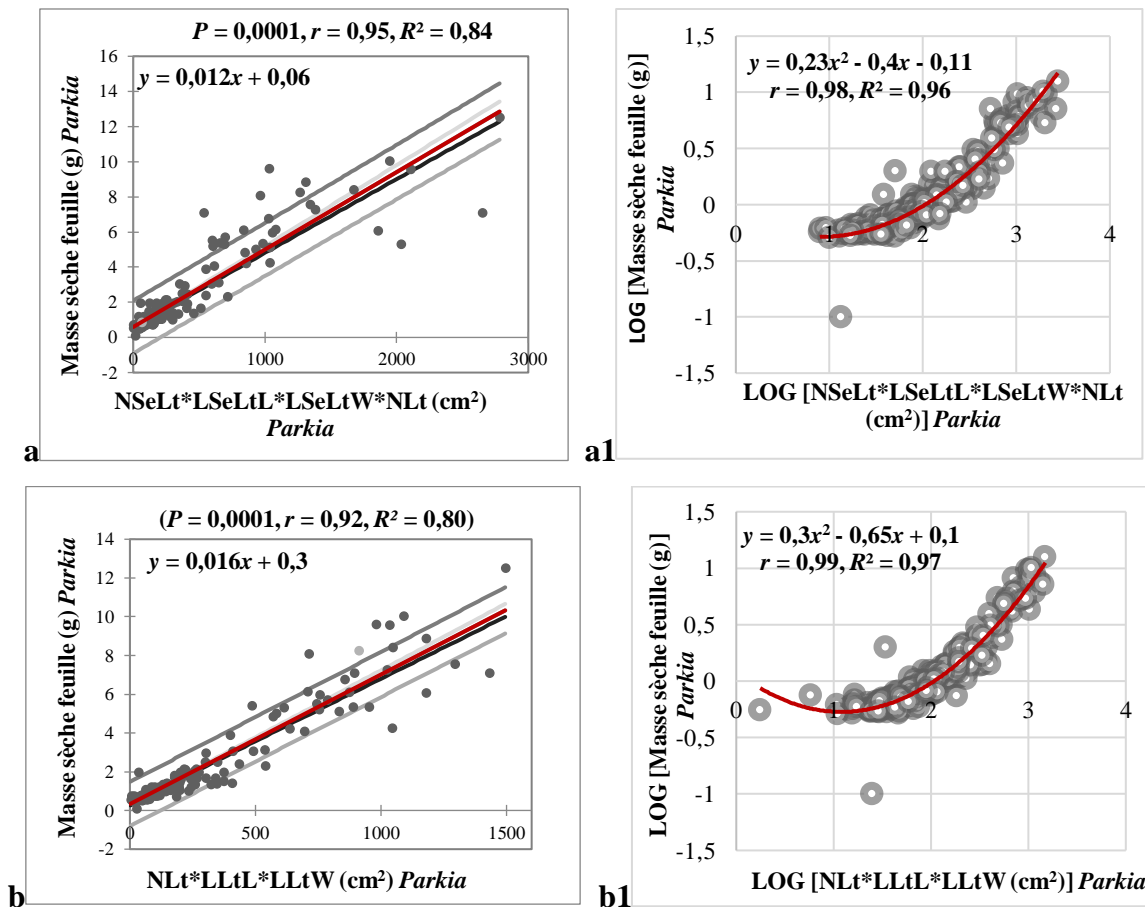 P = 0,0001, r = 0,95, R² = 0,84
y = 0,012x + 0,06
Masse sèche feuille (g) Parkia
16
14
12
10
8
6
4
2
0
-2
0
1000
2000
3000
NSeLt*LSeLtL*LSeLtW*NLt (cm²)
Parkia
a
y = 0,23x² - 0,4x - 0,11
r = 0,98, R² = 0,96
LOG [Masse sèche feuille (g)]
Parkia
1,5
1
0,5
0
-0,5
-1
-1,5
0
1
2
3
4
LOG [NSeLt*LSeLtL*LSeLtW*NLt
(cm²)] Parkia
a1
(P = 0,0001, r = 0,92, R² = 0,80)
y = 0,016x + 0,3
Masse sèche feuille (g) Parkia
14
12
10
8
6
4
2
0
-2
0
500
1000
1500
NLt*LLtL*LLtW (cm²) Parkia
b
y = 0,3x² - 0,65x + 0,1
r = 0,99, R² = 0,97
LOG [Masse sèche feuille (g)]
Parkia
1,5
1
0,5
0
-0,5
-1
-1,5
0
1
2
3
4
LOG [NLt*LLtL*LLtW (cm²)] Parkia
b1